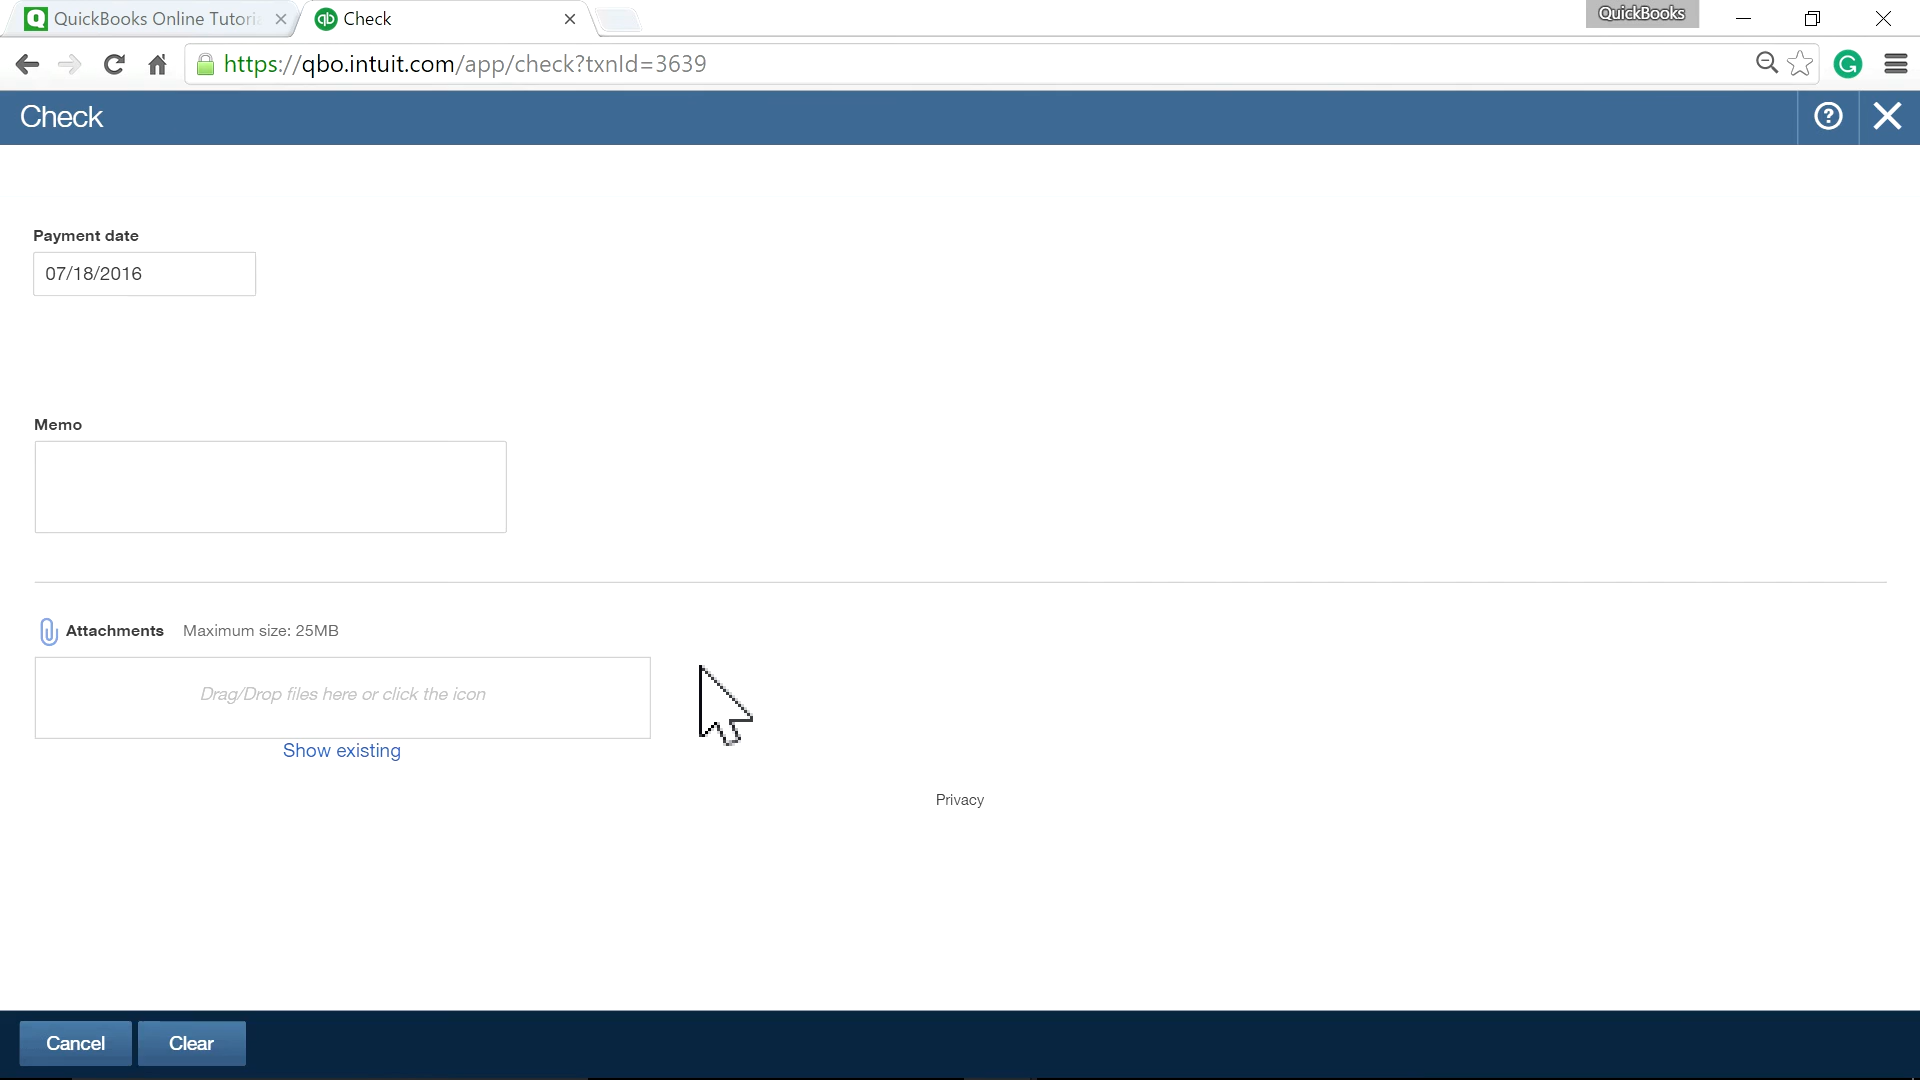 QuickBooks Online Tutori
Check
QuickBooks
https://qbo.intuit.com/app/check?txnId=3639
Check
Payment date
07/18/2016
Memo
Attachments Maximum size: 25MB
Drag/Drop files here or click the icon
Show existing
Privacy
Cancel
Clear